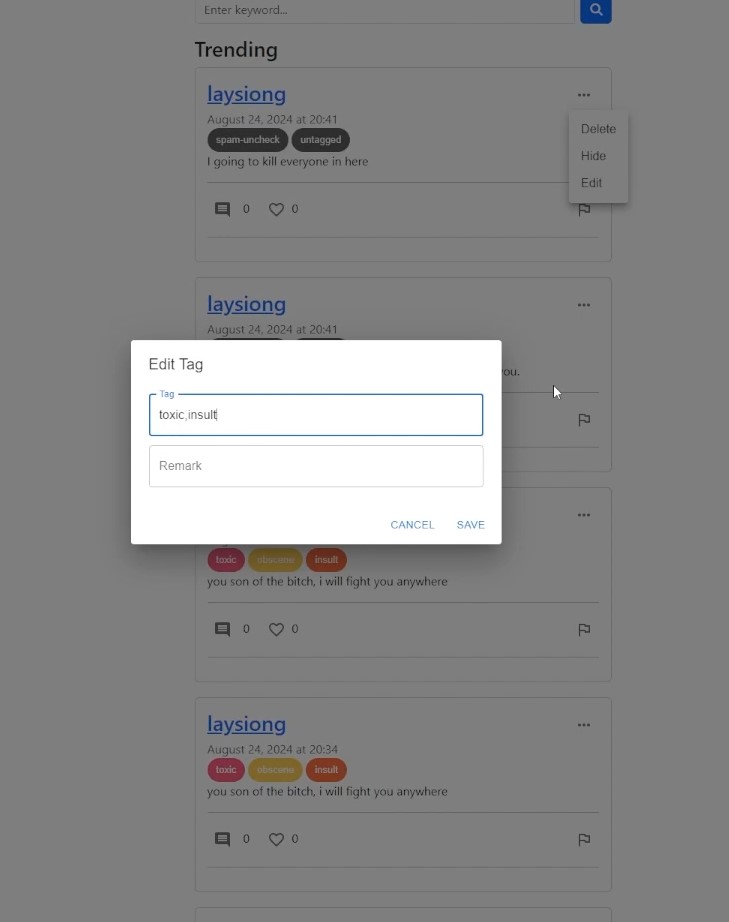 Enter keyword...
Trending
laysiong
August 24, 2024 at 20:41
spam-uncheck untagged
I going to kill everyone in here
Delete
Hide
Edit
0 0
laysiong
August 24, 2024 at 20:41
you.
Edit Tag
Tag
toxic,insult
Remark
CANCEL SAVE
toxic obscene insult
you son of the bitch, i will fight you anywhere
0 0
laysiong
August 24, 2024 at 20:34
toxic obscene insult
you son of the bitch, i will fight you anywhere
0 0